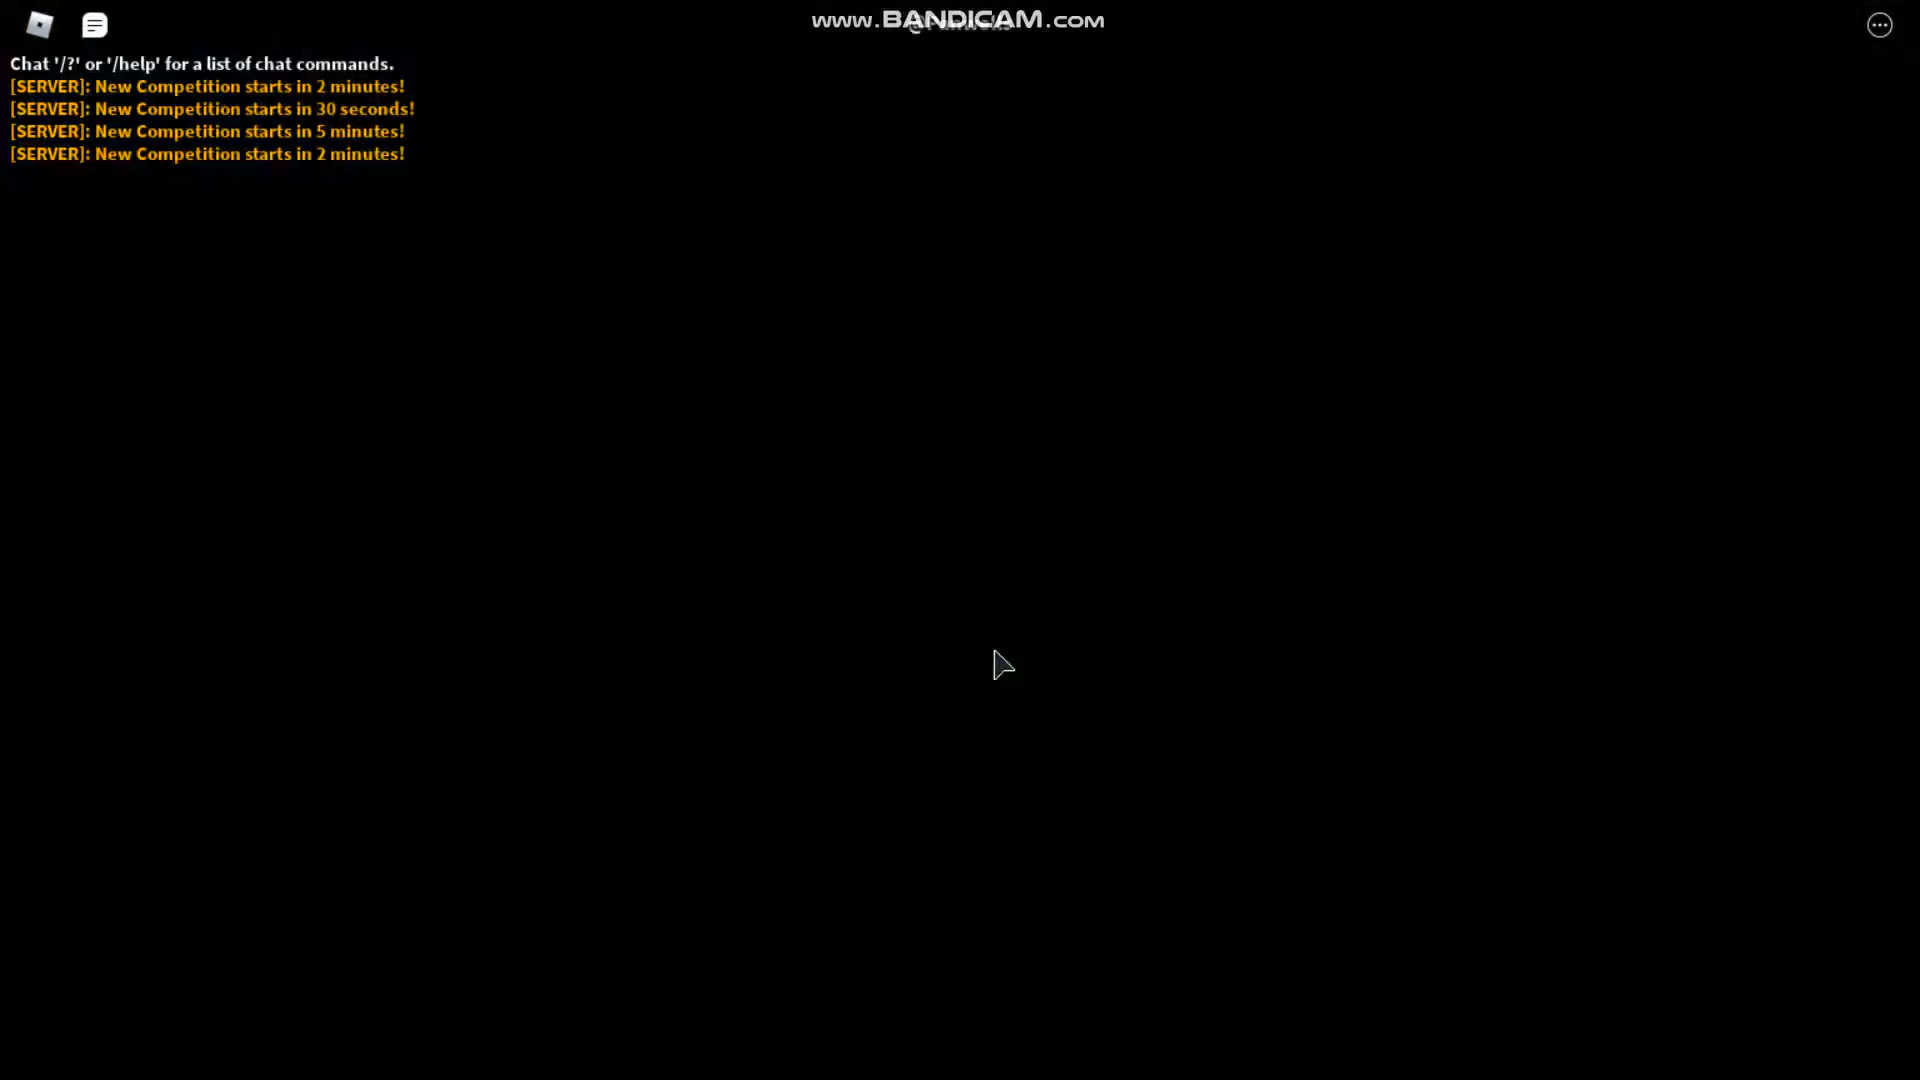 www.BANDICAM.com
Chat '/?' or '/help' for a list of chat commands.
[SERVER]: New Competition starts in 2 minutes!
[SERVER]: New Competition starts in 30 seconds!
[SERVER]: New Competition starts in 5 minutes!
[SERVER]: New Competition starts in 2 minutes!